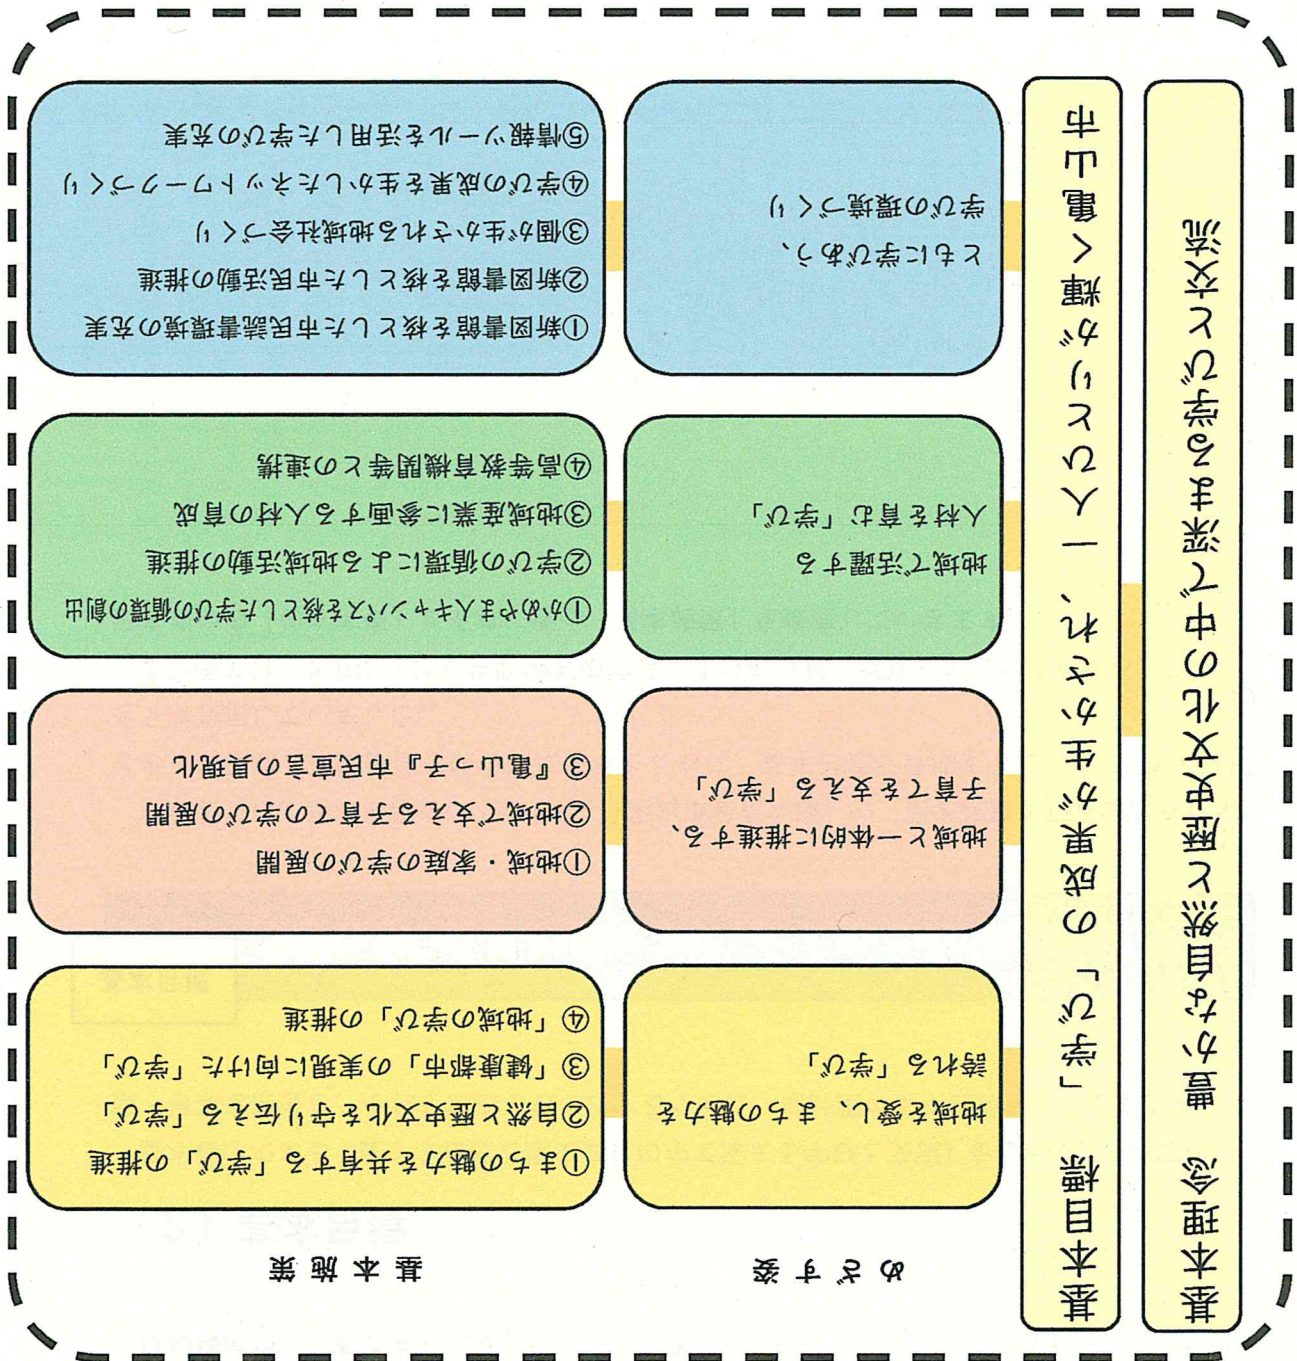 基本理念　豊かな自然と歴史文化の中で深まる学びと交流
基本目標　「学び」の成果が生かされ、一人ひとりが輝く亀山市
めざす姿
基本施策
地域を愛し、まちの魅力を
誇れる「学び」
①まちの魅力を共有する「学び」の推進
②自然と歴史文化を守り伝える「学び」
③「健康都市」の実現に向けた「学び」
④「地域の学び」の推進
地域と一体的に推進する、
子育てを支える「学び」
①地域・家庭の学びの展開
②地域で支える子育ての学びの展開
③『亀山っ子』市民宣言の具現化
地域で活躍する
人材を育む「学び」
①かめやま人キャンパスを核とした学びの循環の創出
②学びの循環による地域活動の推進
③地域産業に参画する人材の育成
④高等教育機関等との連携
ともに学びあう、
学びの環境づくり
①新図書館を核とした市民読書環境の充実
②新図書館を核とした市民活動の推進
③個が生かされる地域社会づくり
④学びの成果を生かしたネットワークづくり
⑤情報ツールを活用した学びの充実